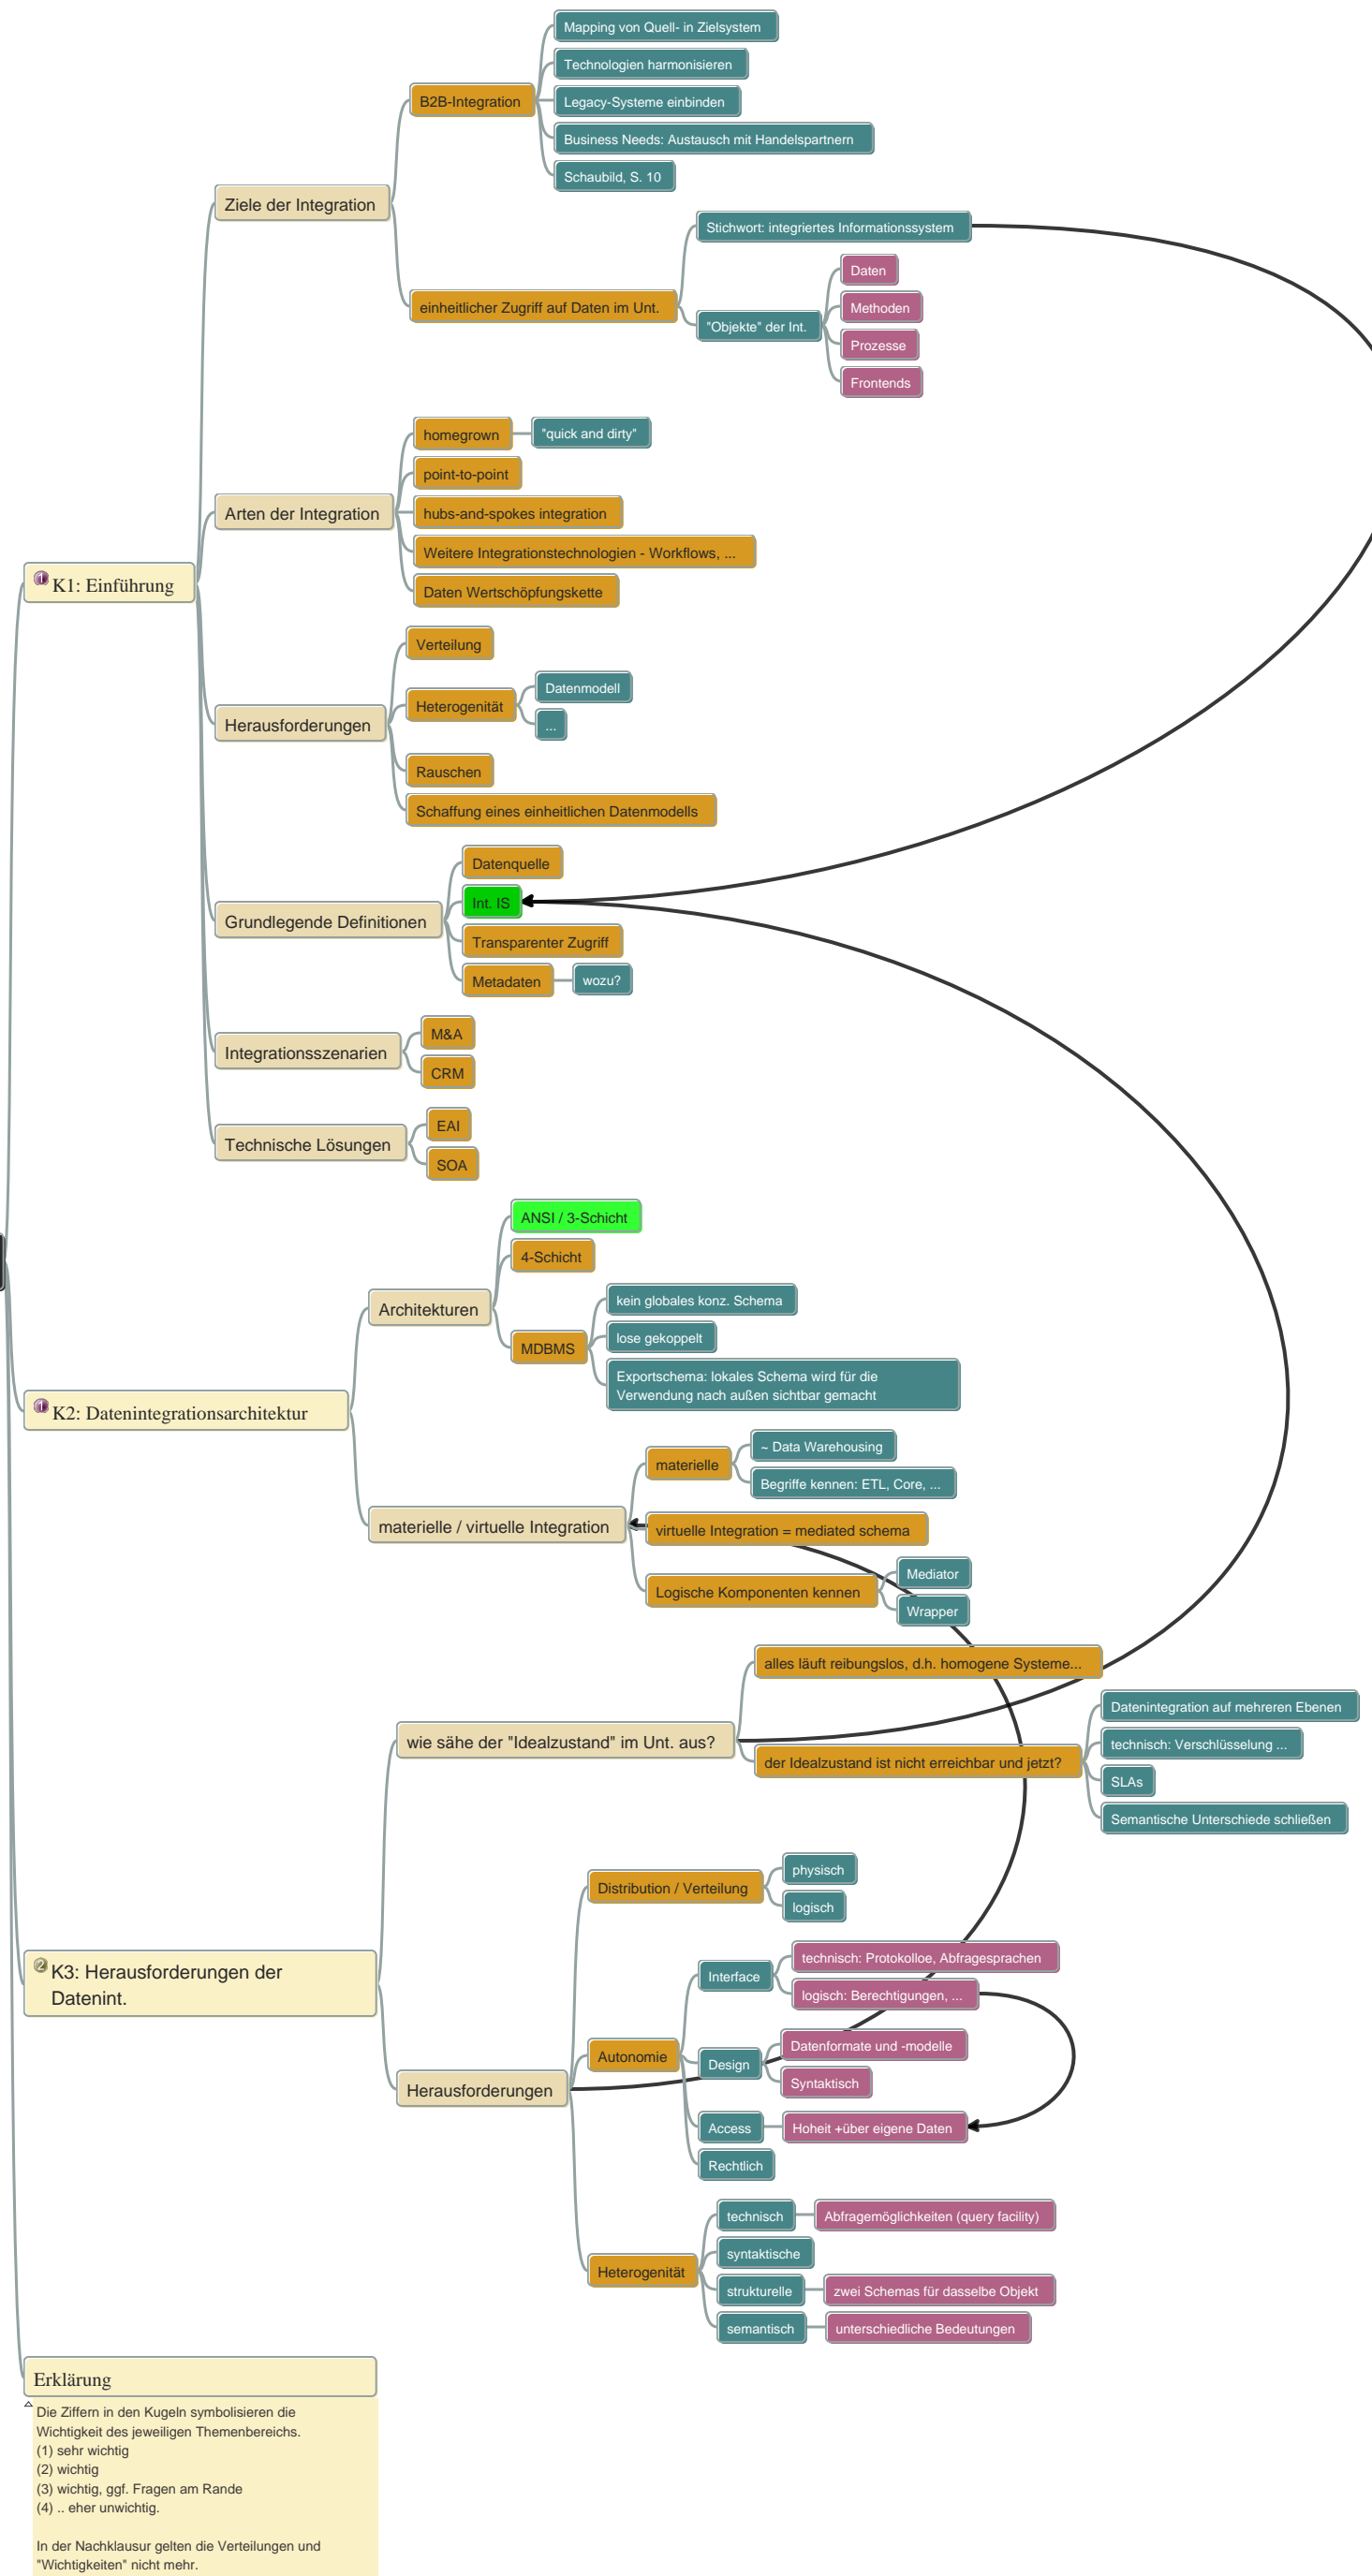 Mapping von Quell- in Zielsystem
Technologien harmonisieren
B2B-Integration
Legacy-Systeme einbinden
Business Needs: Austausch mit Handelspartnern
Schaubild, S. 10
Ziele der Integration
Stichwort: integriertes Informationssystem
Daten
einheitlicher Zugriff auf Daten im Unt.
Methoden
"Objekte" der Int.
Prozesse
Frontends
homegrown
"quick and dirty"
point-to-point
Arten der Integration
hubs-and-spokes integration
Weitere Integrationstechnologien - Workflows, ...
Daten Wertschöpfungskette
1
K1: Einführung
Verteilung
Datenmodell
Heterogenität
...
Herausforderungen
Rauschen
Schaffung eines einheitlichen Datenmodells
Datenquelle
Int. IS
Grundlegende Definitionen
Transparenter Zugriff
Metadaten
wozu?
M&A
Integrationsszenarien
CRM
EAI
Technische Lösungen
SOA
ANSI / 3-Schicht
4-Schicht
Architekturen
kein globales konz. Schema
lose gekoppelt
MDBMS
Exportschema: lokales Schema wird für die
Verwendung nach außen sichtbar gemacht
1
K2: Datenintegrationsarchitektur
~ Data Warehousing
materielle
Begriffe kennen: ETL, Core, ...
materielle / virtuelle Integration
virtuelle Integration = mediated schema
Mediator
Logische Komponenten kennen
Wrapper
alles läuft reibungslos, d.h. homogene Systeme...
wie sähe der "Idealzustand" im Unt. aus?
Datenintegration auf mehreren Ebenen
technisch: Verschlüsselung ...
der Idealzustand ist nicht erreichbar und jetzt?
SLAs
Semantische Unterschiede schließen
physisch
Distribution / Verteilung
logisch
2
K3: Herausforderungen der
Datenint.
technisch: Protokolloe, Abfragesprachen
Interface
logisch: Berechtigungen, ...
Autonomie
Datenformate und -modelle
Design
Syntaktisch
Herausforderungen
Access
Hoheit +über eigene Daten
Rechtlich
technisch
Abfragemöglichkeiten (query facility)
syntaktische
Heterogenität
strukturelle
zwei Schemas für dasselbe Objekt
semantisch
unterschiedliche Bedeutungen
Erklärung
Die Ziffern in den Kugeln symbolisieren die
Wichtigkeit des jeweiligen Themenbereichs.
(1) sehr wichtig
(2) wichtig
(3) wichtig, ggf. Fragen am Rande
(4) .. eher unwichtig.
In der Nachklausur gelten die Verteilungen und
"Wichtigkeiten" nicht mehr.